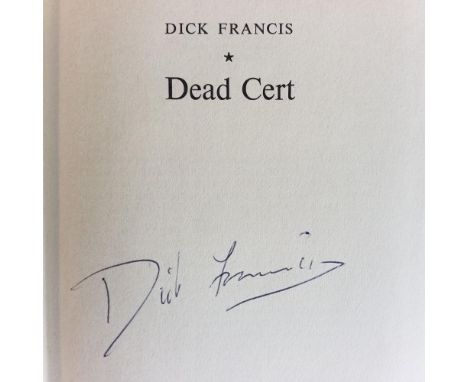 DICK FRANCIS
★
Dead Cert
Dick Francis